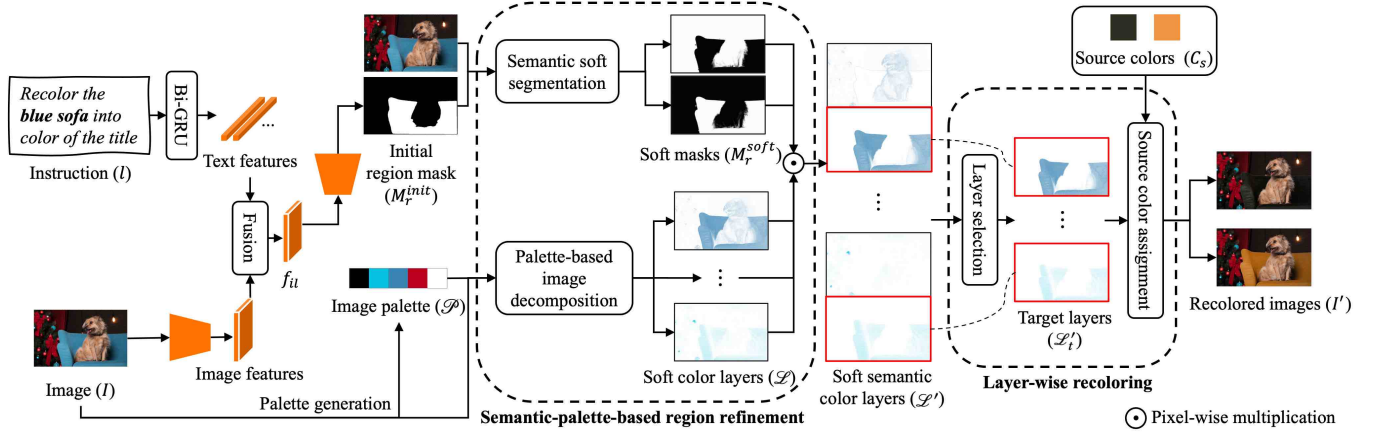 Recolor the
blue sofa into
color of the title
Instruction (l)
Bi-GRU
...
Text features
Fusion
f_{il}
Image (I)
Image features
Palette generation
Initial
region mask
(M_r^{init})
Image palette (𝒫)
Semantic soft
segmentation
Palette-based
image
decomposition
Soft masks (M_r^{soft})
Soft color layers (ℒ)
Semantic-palette-based region refinement
Soft semantic
color layers (ℒ′)
Layer selection
Target layers
(ℒ′_t)
Layer-wise recoloring
Source colors (C_s)
Source color assignment
Recolored images (I′)
⊙ Pixel-wise multiplication